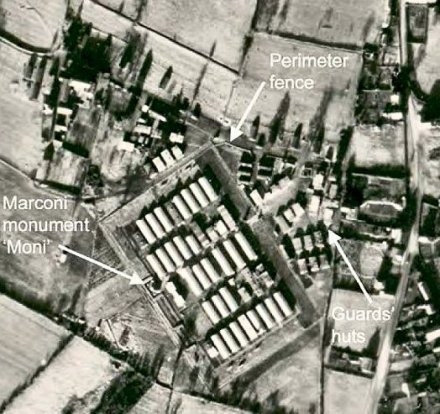 Perimeter
fence
Marconi
monument
'Moni'
Guards'
huts